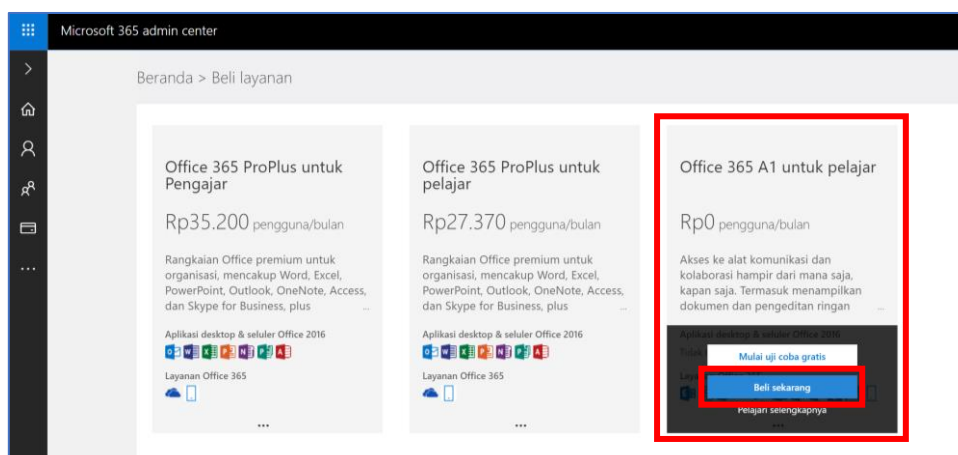 Microsoft 365 admin center
Beranda > Beli layanan
Office 365 ProPlus untuk
Pengajar
Rp35.200 pengguna/bulan
Rangkaian Office premium untuk
organisasi, mencakup Word, Excel,
PowerPoint, Outlook, OneNote, Access,
dan Skype for Business, plus ...
Aplikasi desktop & seluler Office 2016
Layanan Office 365
...
Office 365 ProPlus untuk
pelajar
Rp27.370 pengguna/bulan
Rangkaian Office premium untuk
organisasi, mencakup Word, Excel,
PowerPoint, Outlook, OneNote, Access,
dan Skype for Business, plus ...
Aplikasi desktop & seluler Office 2016
Layanan Office 365
...
Office 365 A1 untuk pelajar
Rp0 pengguna/bulan
Akses ke alat komunikasi dan
kolaborasi hampir dari mana saja,
kapan saja. Termasuk menampilkan
dokumen dan pengeditan ringan ...
Aplikasi desktop & seluler Office 2016
Mulai uji coba gratis
Beli sekarang
Pelajari selengkapnya